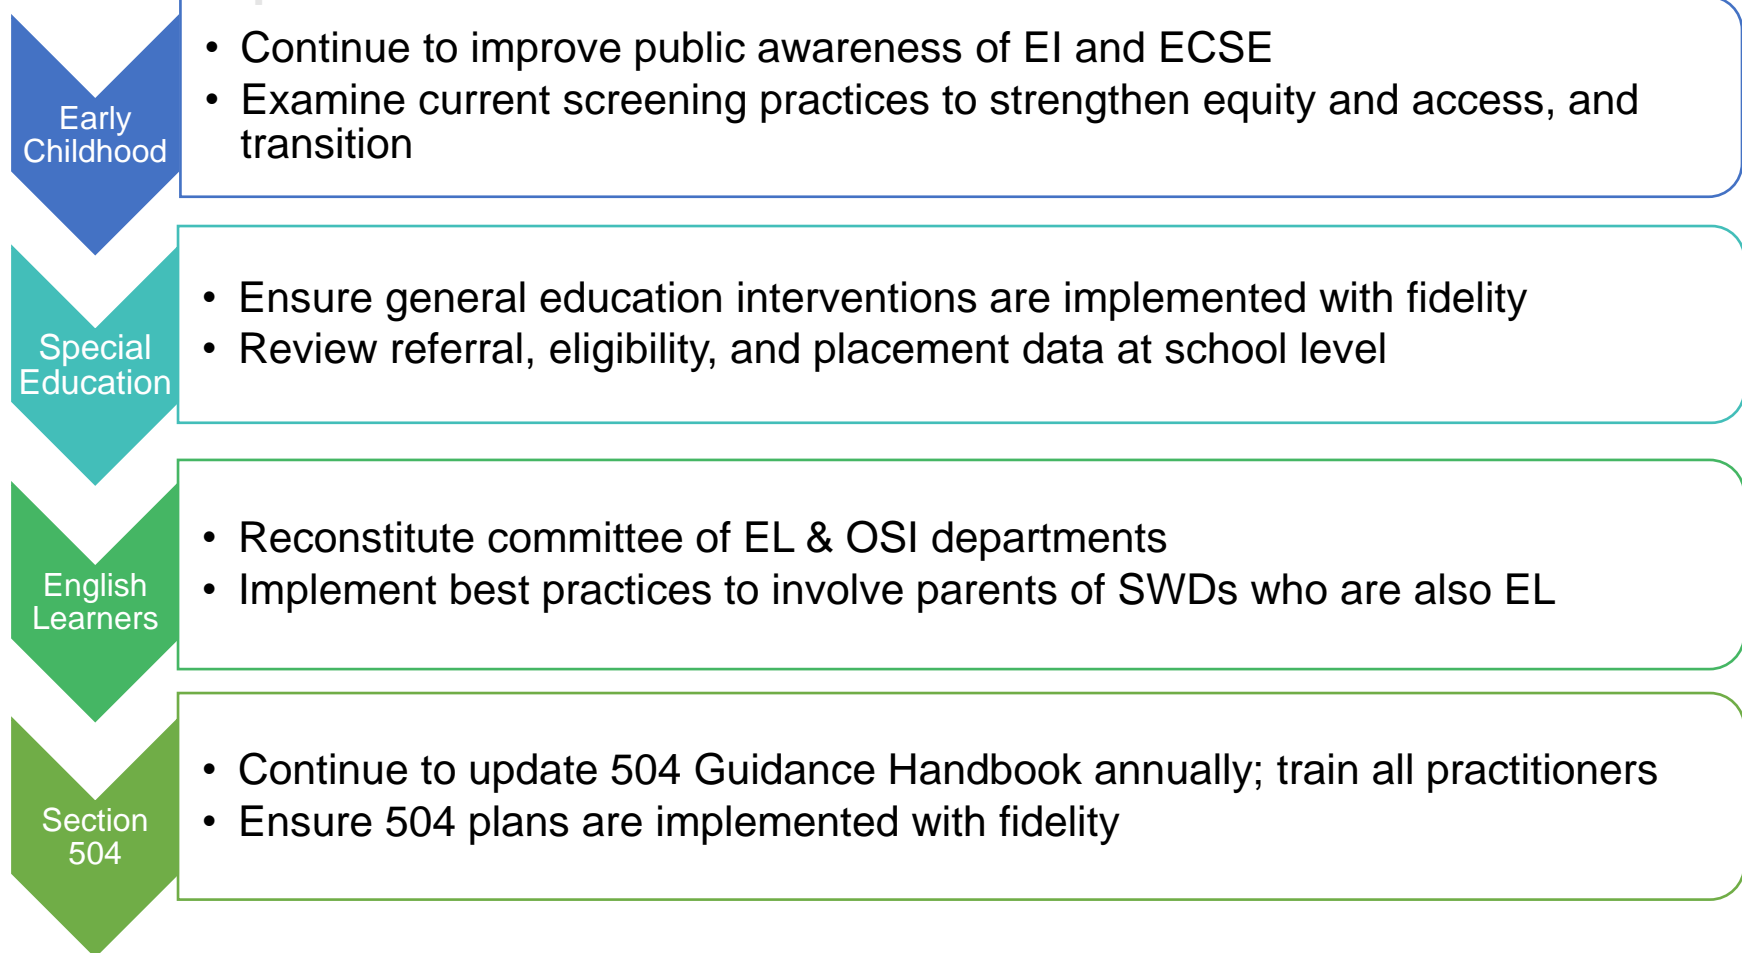 Early
Childhood
• Continue to improve public awareness of EI and ECSE
• Examine current screening practices to strengthen equity and access, and
transition
Special
Education
• Ensure general education interventions are implemented with fidelity
• Review referral, eligibility, and placement data at school level
English
Learners
• Reconstitute committee of EL & OSI departments
• Implement best practices to involve parents of SWDs who are also EL
Section
504
• Continue to update 504 Guidance Handbook annually; train all practitioners
• Ensure 504 plans are implemented with fidelity